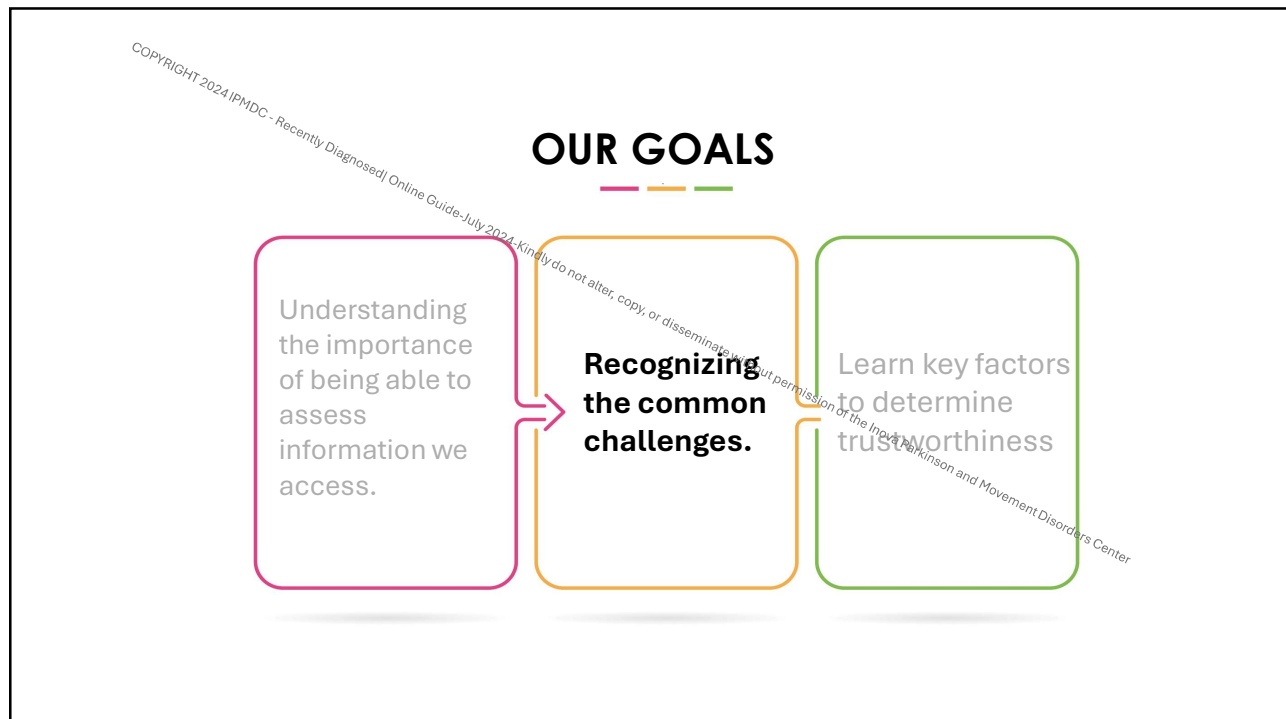 COPYRIGHT 2024 IPMDC - Recently Diagnosed| Online Guide-July 2024-Kindly do not alter, copy, or disseminate without permission of the Inova Parkinson and Movement Disorders Center
OUR GOALS
Understanding
the importance
of being able to
assess
information we
access.
Recognizing
the common
challenges.
Learn key factors
to determine
trustworthiness